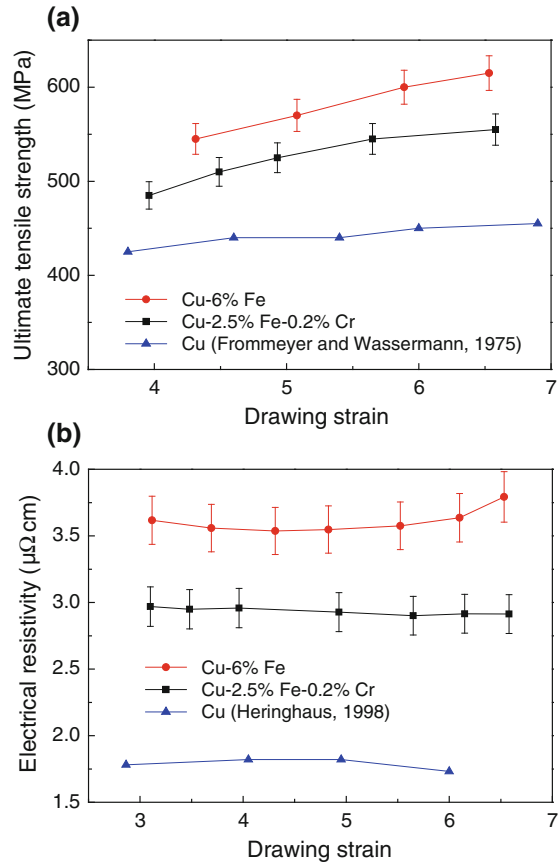 (a)
Ultimate tensile strength (MPa)
600
500
400
300
Cu-6% Fe
Cu-2.5% Fe-0.2% Cr
Cu (Frommeyer and Wassermann, 1975)
4 5 6 7
Drawing strain
(b)
Electrical resistivity (μΩ cm)
4.0
3.5
3.0
2.5
2.0
1.5
Cu-6% Fe
Cu-2.5% Fe-0.2% Cr
Cu (Heringhaus, 1998)
3 4 5 6 7
Drawing strain